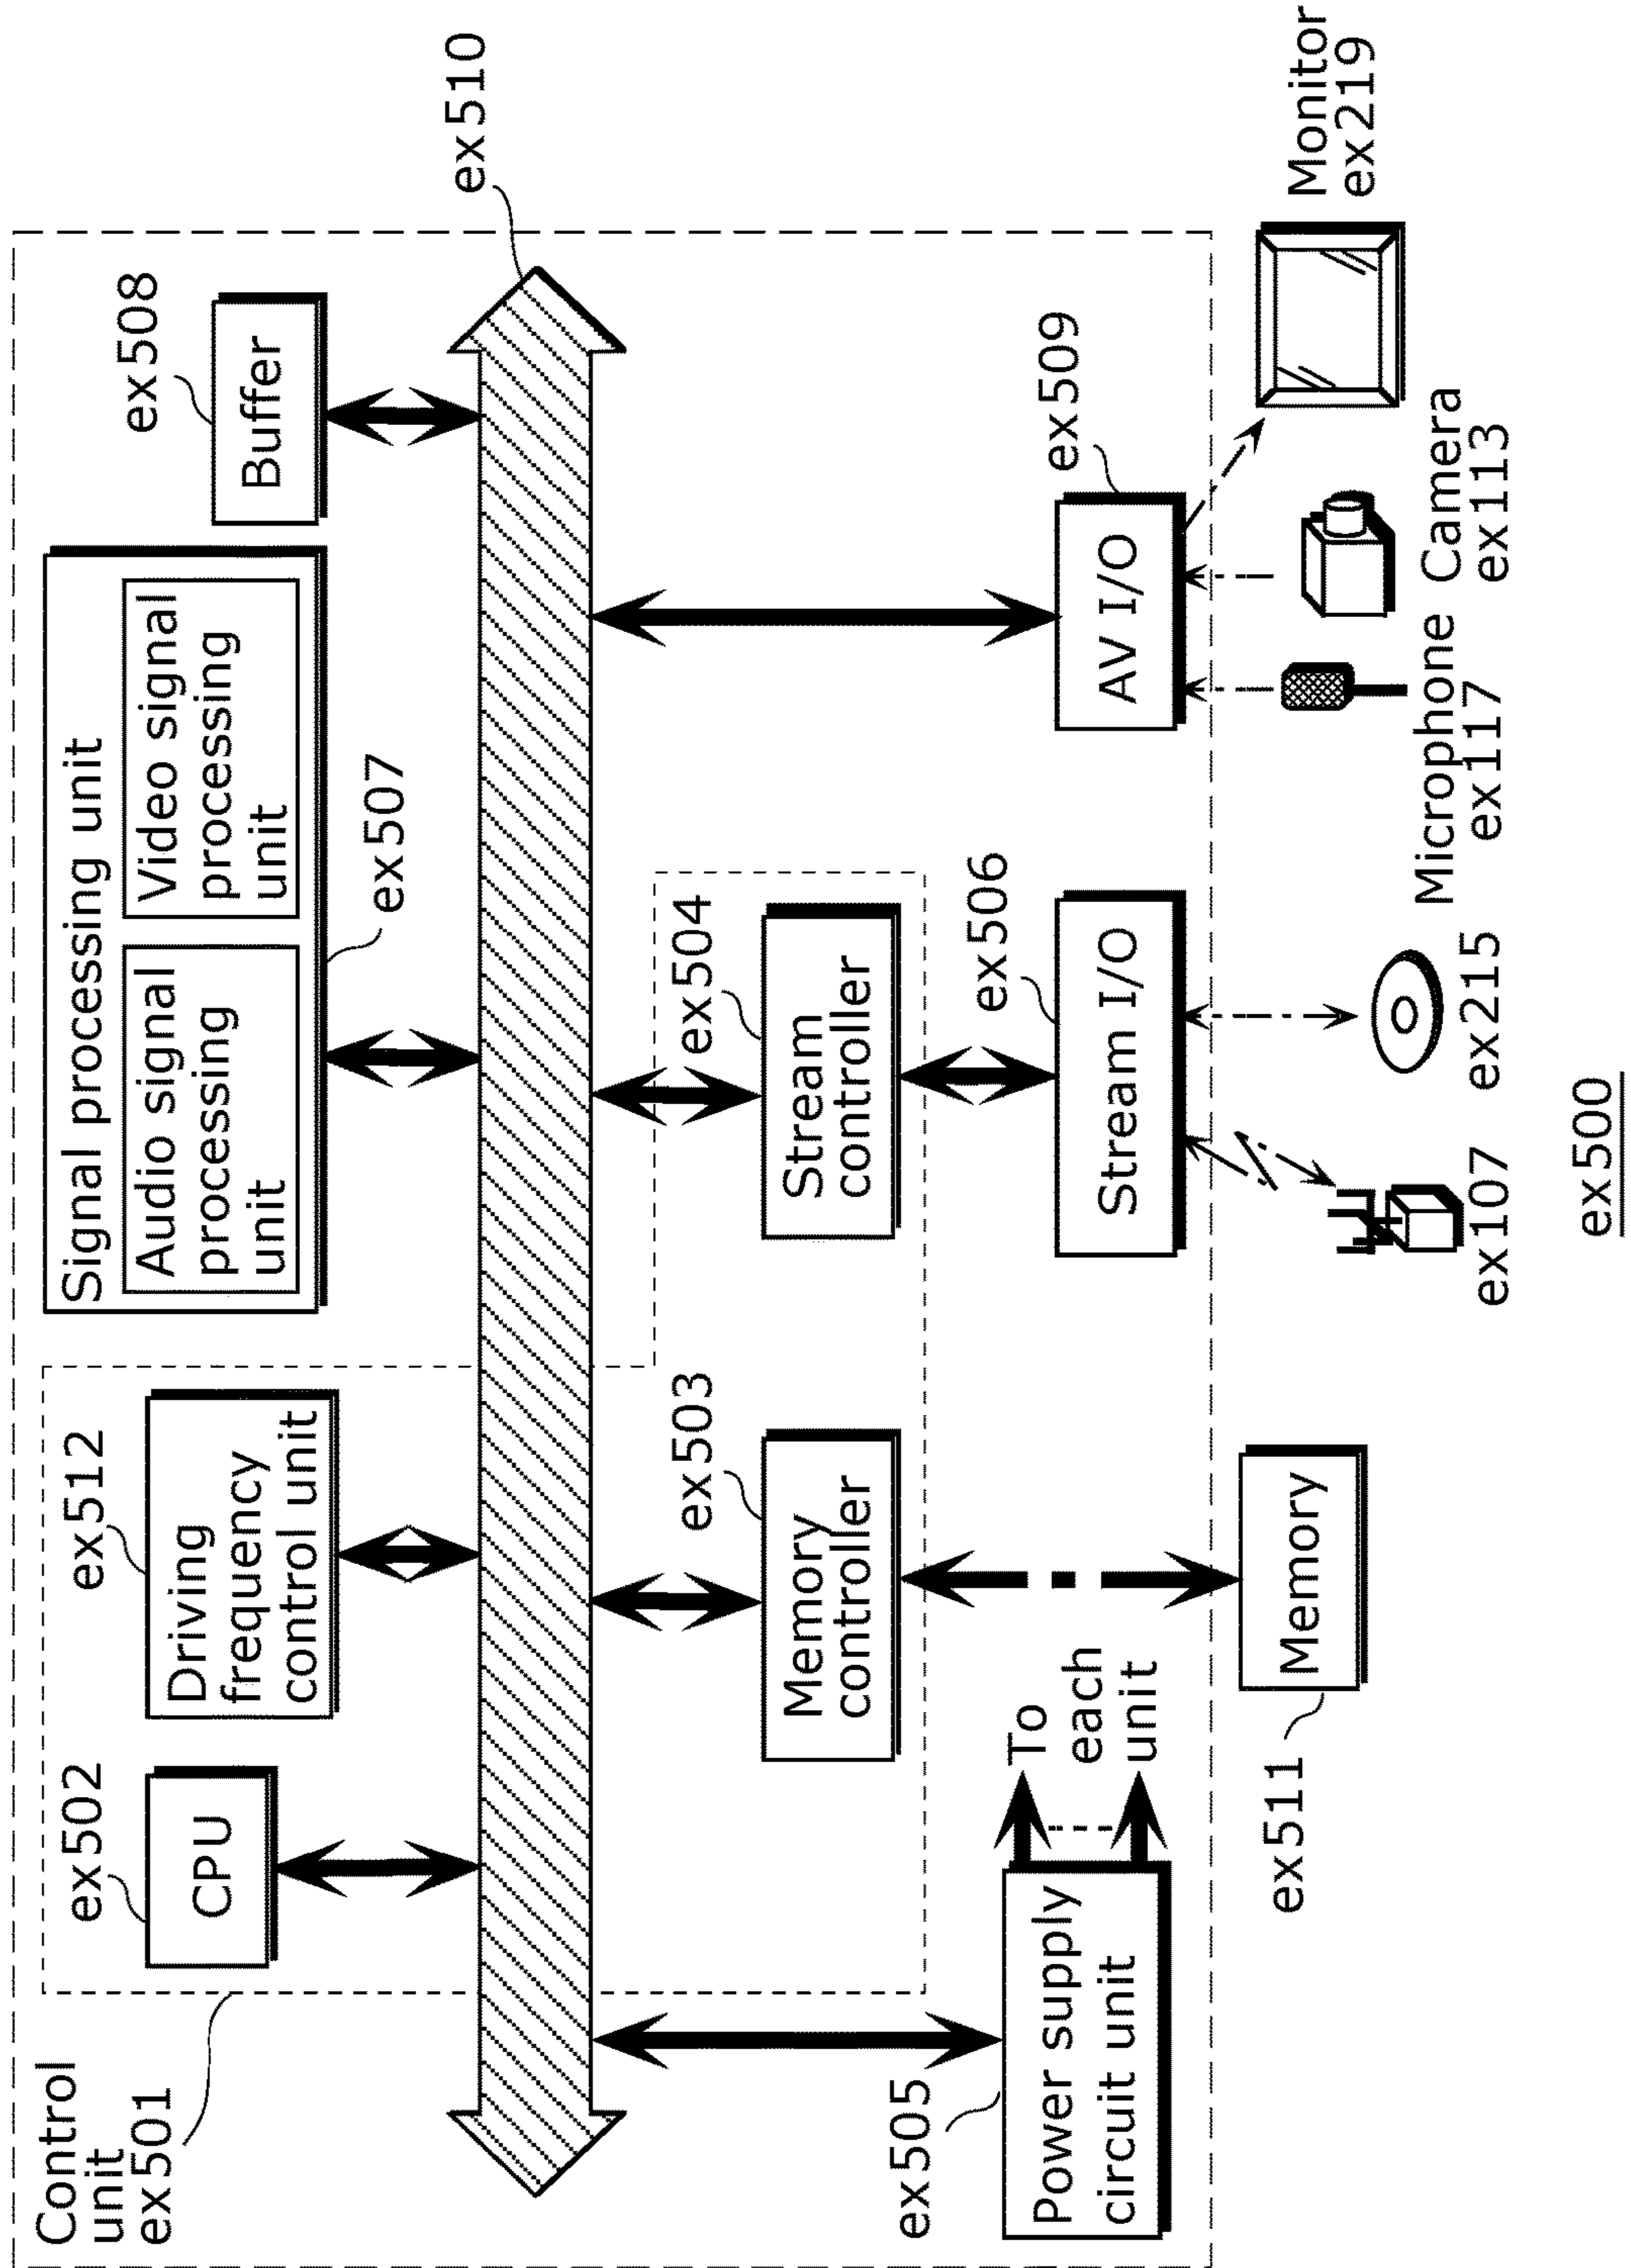 Control
unit
ex501
ex502
CPU
ex512
Driving
frequency
control unit
Signal processing unit
Audio signal
processing
unit
Video signal
processing
unit
ex507
ex508
Buffer
ex510
ex503
Memory
controller
ex504
Stream
controller
ex505
Power supply
circuit unit
To
each
unit
ex506
Stream I/O
ex509
AV I/O
ex511
Memory
ex107
ex215
Microphone
ex117
Camera
ex113
Monitor
ex219
ex500